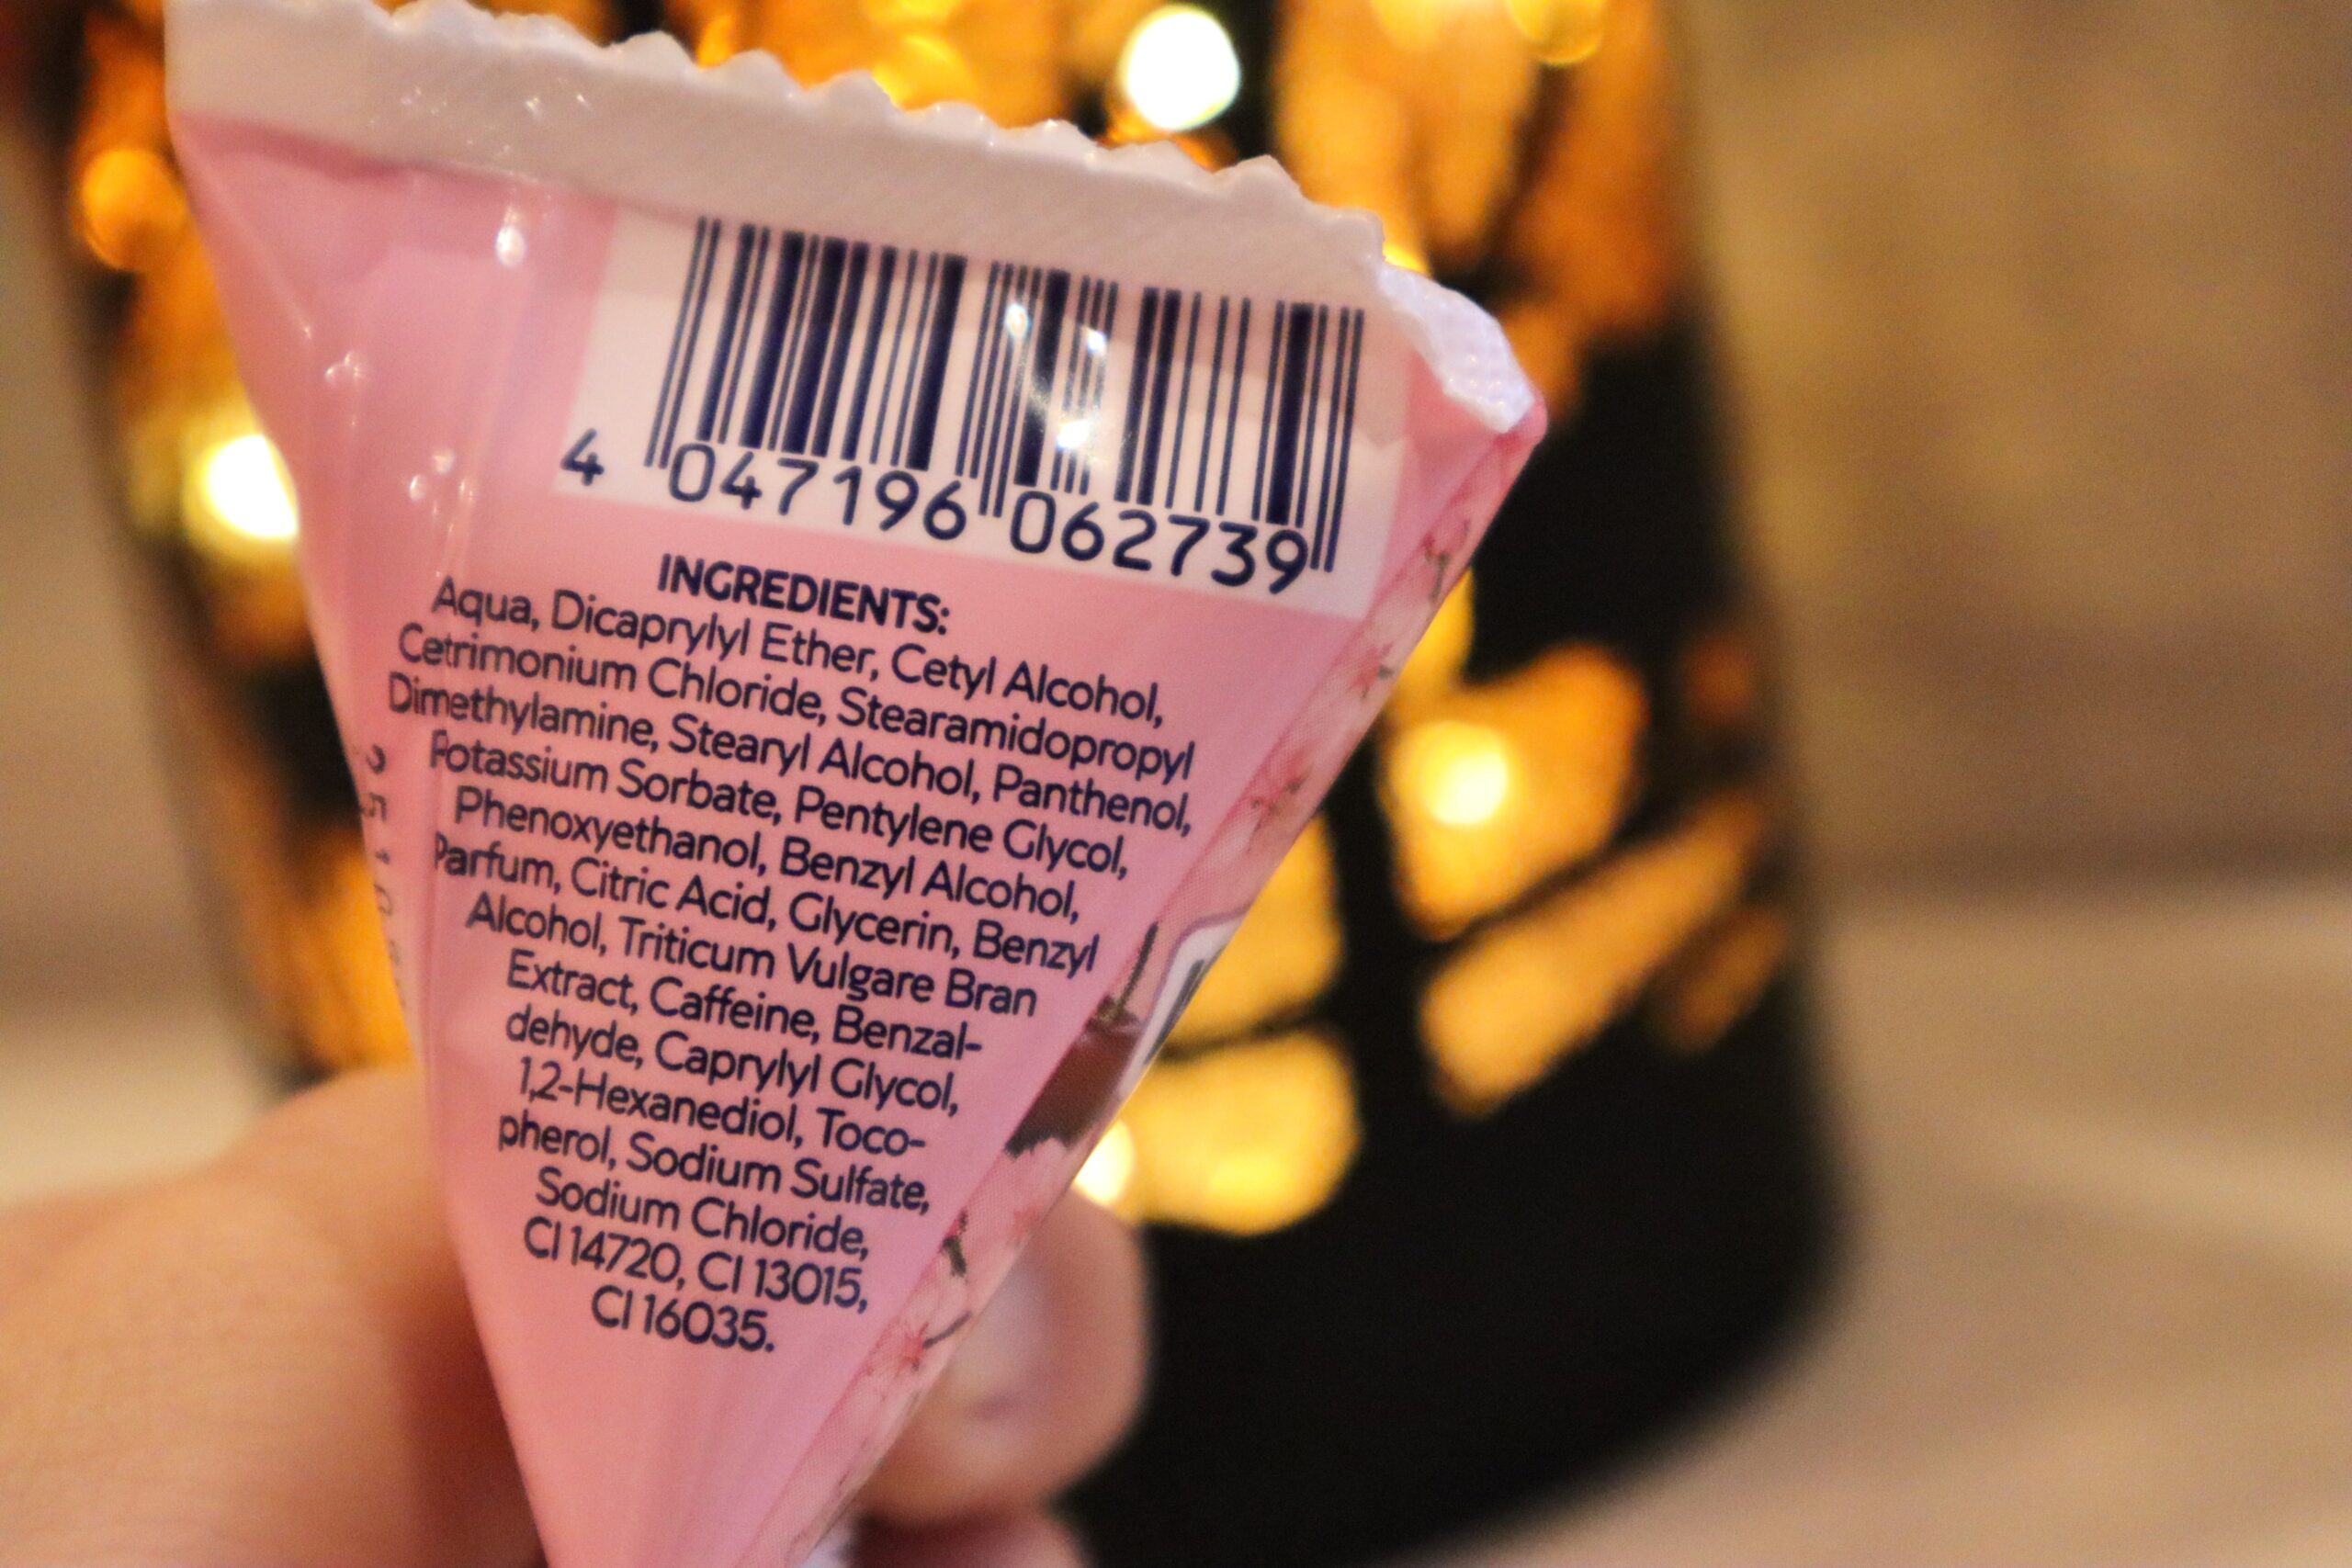 4 047196 062739
INGREDIENTS:
Aqua, Dicaprylyl Ether, Cetyl Alcohol,
Cetrimonium Chloride, Stearamidopropyl
Dimethylamine, Stearyl Alcohol, Panthenol,
Potassium Sorbate, Pentylene Glycol,
Phenoxyethanol, Benzyl Alcohol,
Parfum, Citric Acid, Glycerin, Benzyl
Alcohol, Triticum Vulgare Bran
Extract, Caffeine, Benzal-
dehyde, Caprylyl Glycol,
1,2-Hexanediol, Toco-
pherol, Sodium Sulfate,
Sodium Chloride,
CI 14720, CI 13015,
CI 16035.